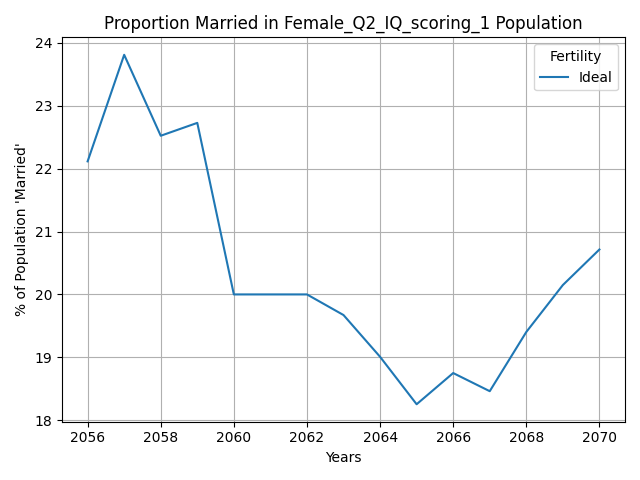 Proportion Married in Female_Q2_IQ_scoring_1 Population
Fertility
Ideal
% of Population 'Married'
24
23
22
21
20
19
18
2056 2058 2060 2062 2064 2066 2068 2070
Years